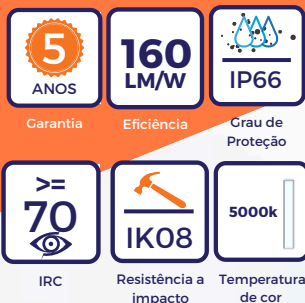 5
ANOS
Garantia
160
LM/W
Eficiência
IP66
Grau de
Proteção
>=
70
IRC
IK08
Resistência a
impacto
5000k
Temperatura
de cor